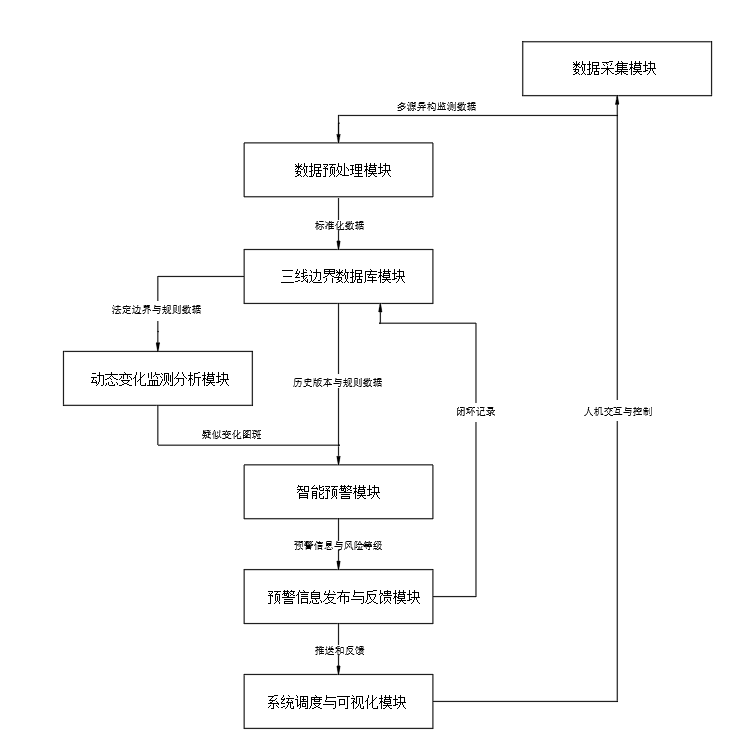 数据采集模块
多源异构监测数据
数据预处理模块
标准化数据
三线边界数据库模块
法定边界与规则数据
动态变化监测分析模块
历史版本与规则数据
闭环记录
人机交互与控制
疑似变化图斑
智能预警模块
预警信息与风险等级
预警信息发布与反馈模块
推送和反馈
系统调度与可视化模块